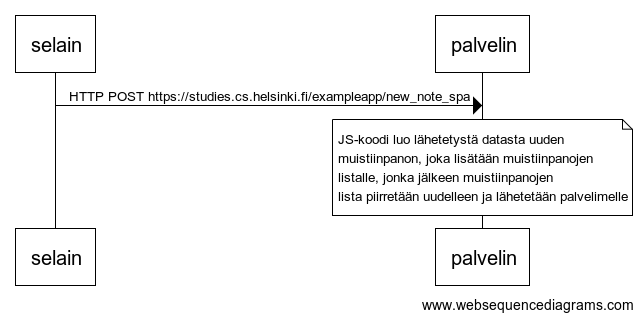 selain
palvelin
HTTP POST https://studies.cs.helsinki.fi/exampleapp/new_note_spa
JS-koodi luo lähetetystä datasta uuden
muistiinpanon, joka lisätään muistiinpanojen
listalle, jonka jälkeen muistiinpanojen
lista piirretään uudelleen ja lähetetään palvelimelle
selain
palvelin
www.websequencediagrams.com